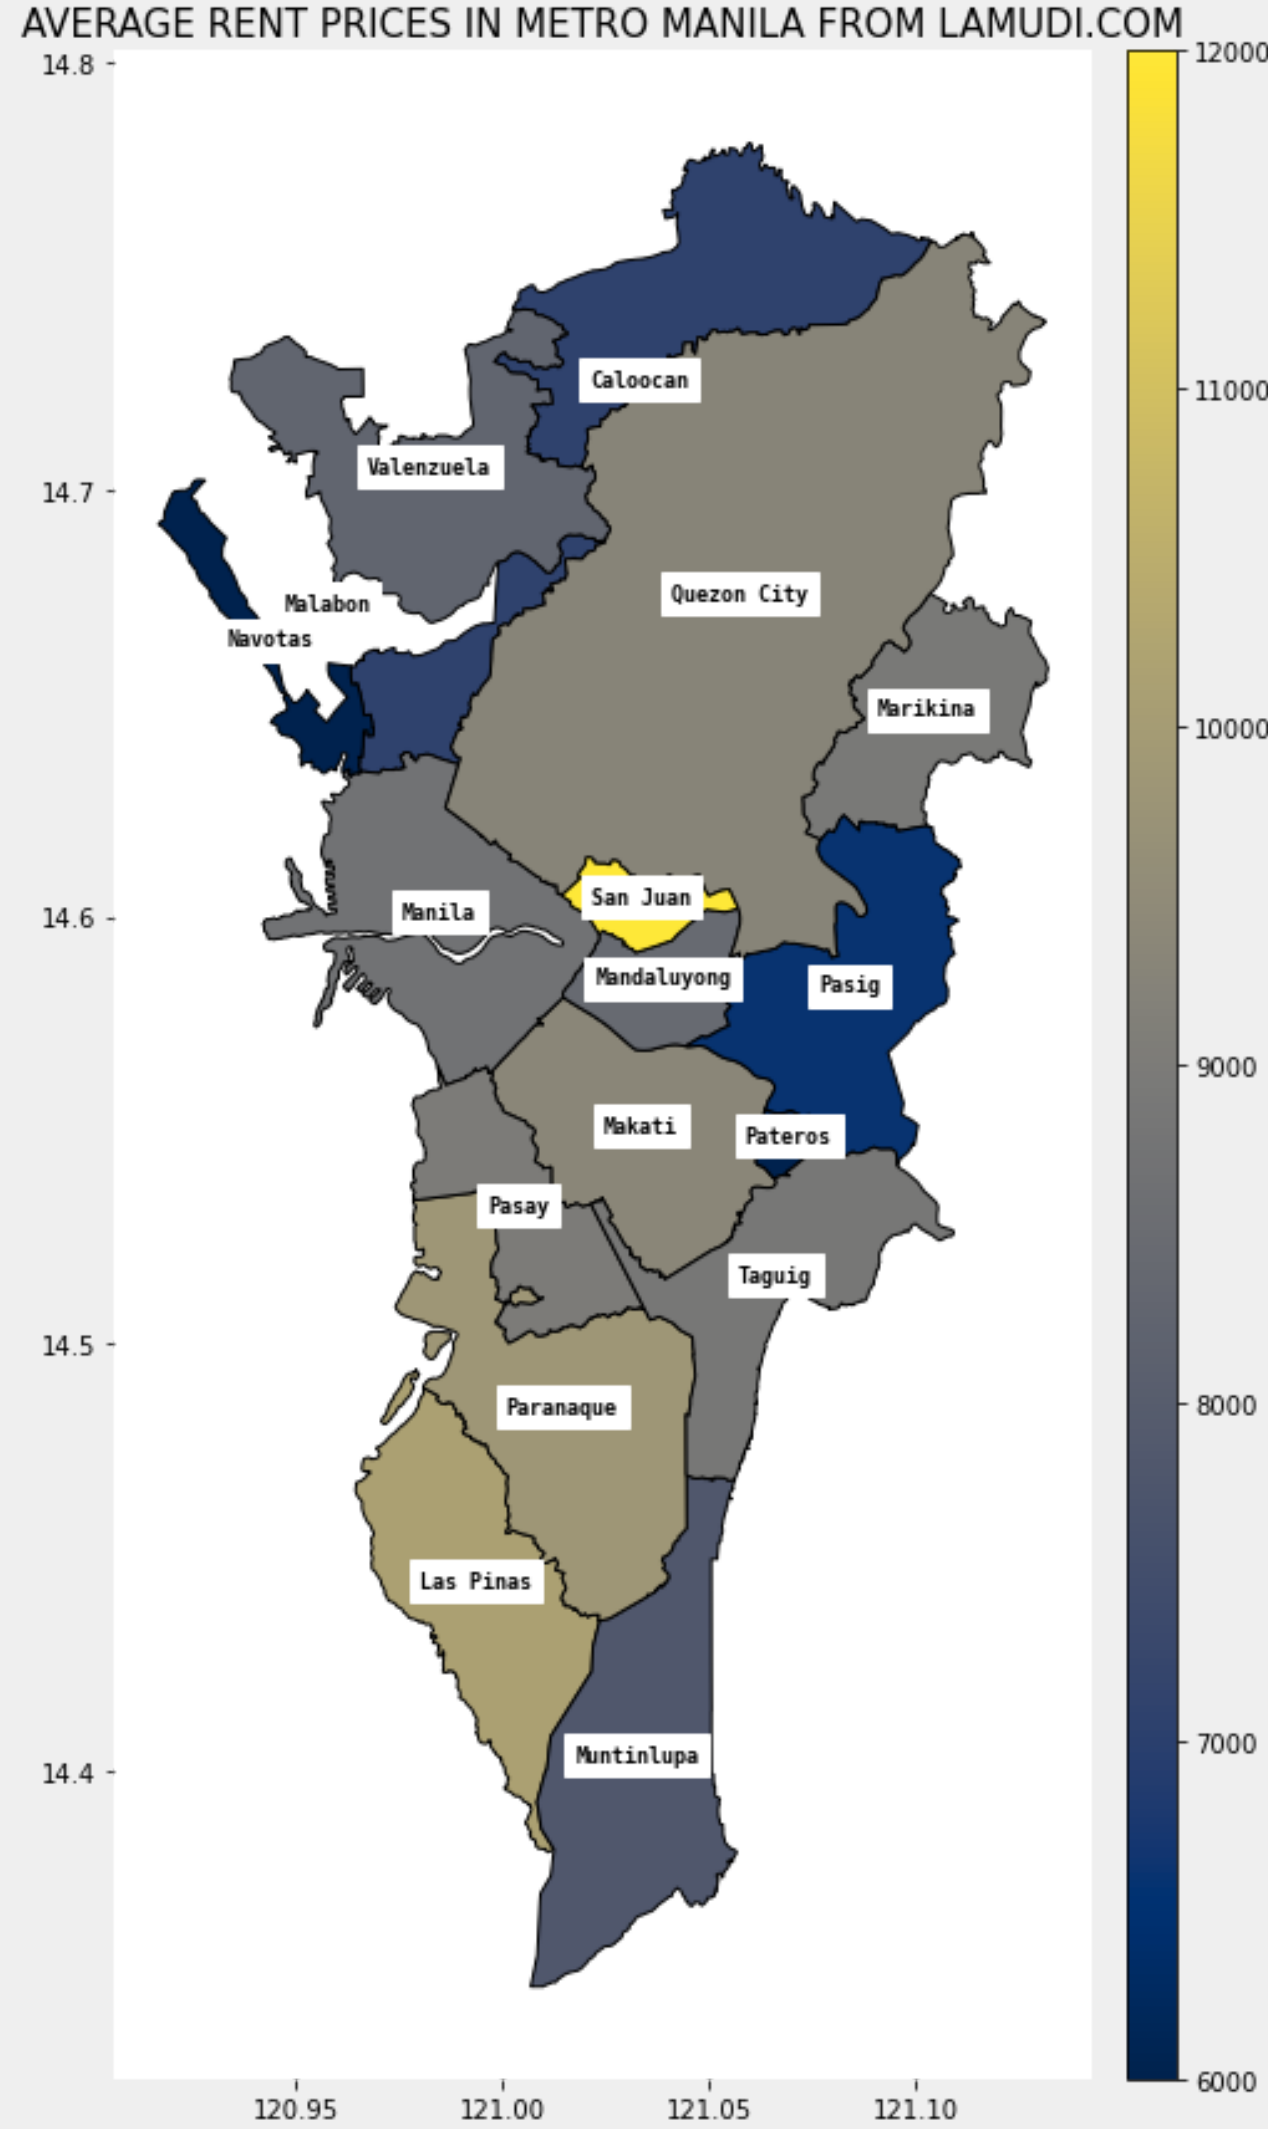 AVERAGE RENT PRICES IN METRO MANILA FROM LAMUDI.COM
14.8
14.7
14.6
14.5
14.4
120.95
121.00
121.05
121.10
Caloocan
Valenzuela
Quezon City
Malabon
Navotas
Marikina
San Juan
Manila
Mandaluyong
Pasig
Makati
Pateros
Pasay
Taguig
Paranaque
Las Pinas
Muntinlupa
12000
11000
10000
9000
8000
7000
6000